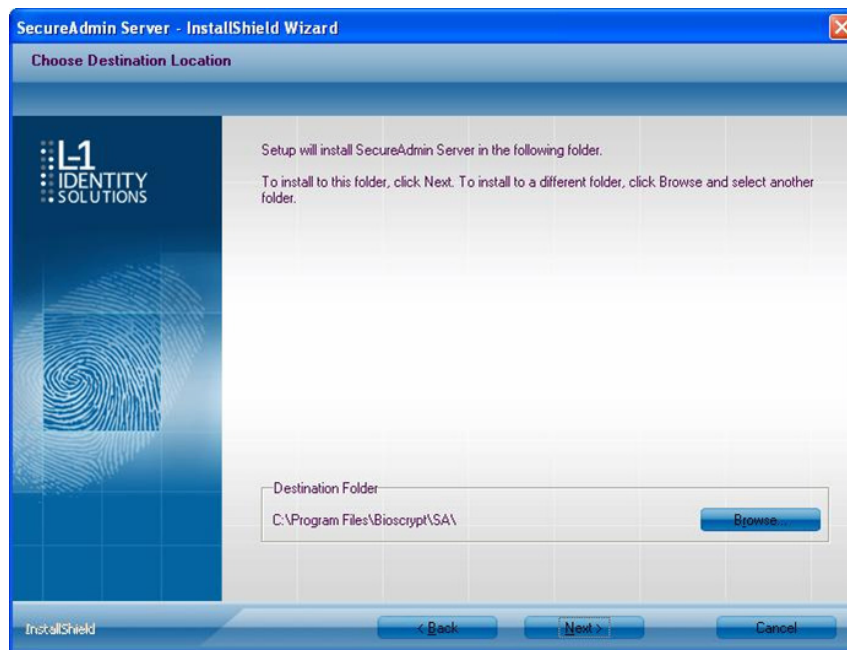 SecureAdmin Server - InstallShield Wizard
Choose Destination Location
L-1
IDENTITY
SOLUTIONS
Setup will install SecureAdmin Server in the following folder.
To install to this folder, click Next. To install to a different folder, click Browse and select another
folder.
Destination Folder
C:\Program Files\Bioscrypt\SA\
Browse...
InstallShield
< Back
Next >
Cancel